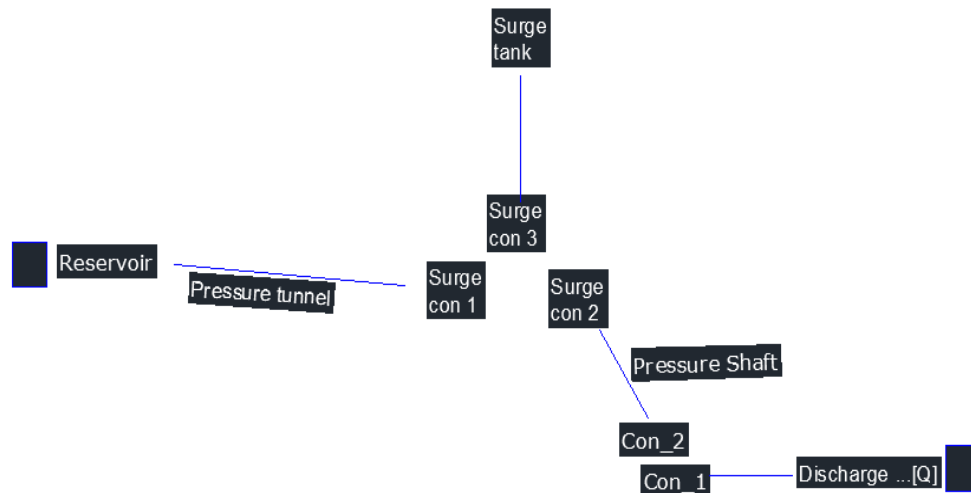 Surge
tank
Surge
con 3
Reservoir
Pressure tunnel
Surge
con 1
Surge
con 2
Pressure Shaft
Con_2
Con_1
Discharge ...[Q]